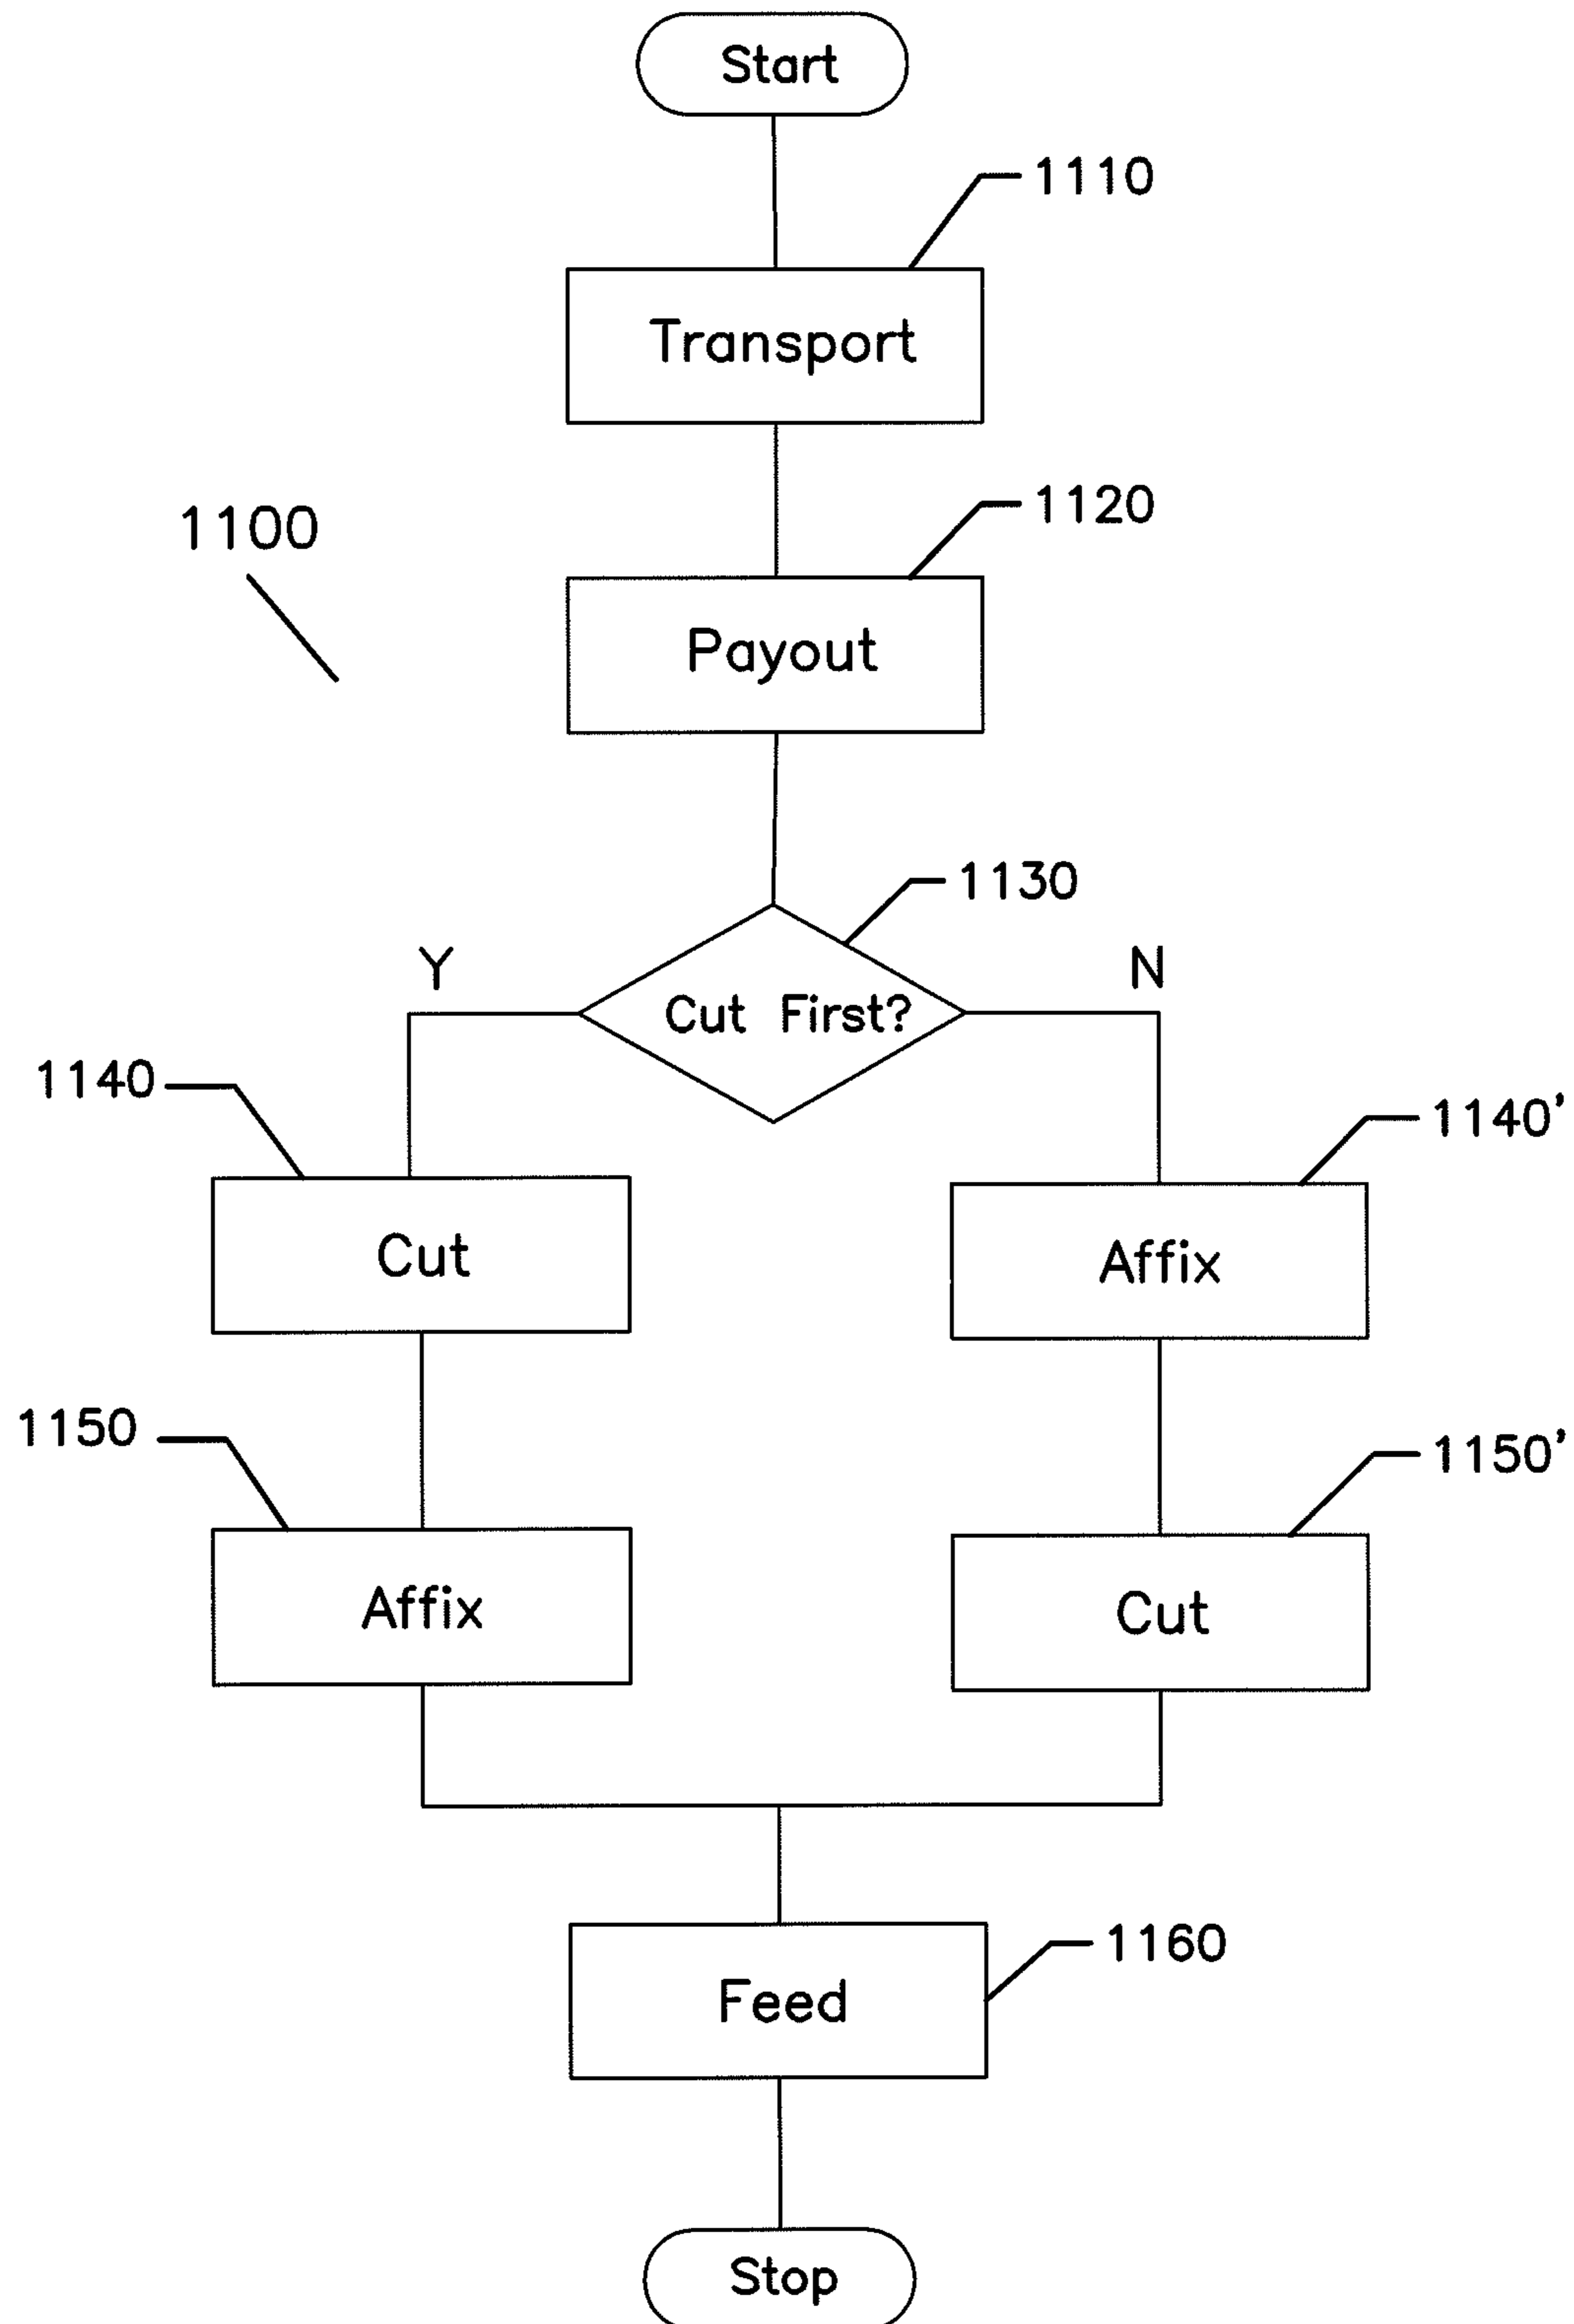 Start
1110
Transport
1120
1100
Payout
1130
Y
N
Cut First?
1140
1140'
Cut
Affix
1150
1150'
Affix
Cut
1160
Feed
Stop